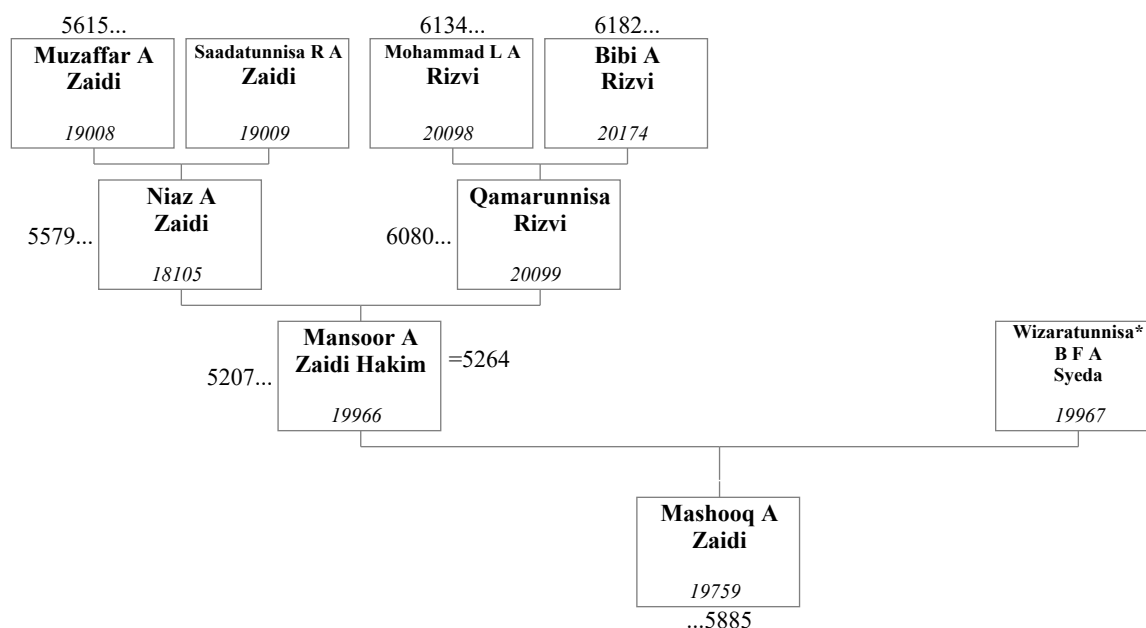 5615...
6134...
6182...
Muzaffar A
Zaidi
19008
Saadatunnisa R A
Zaidi
19009
Mohammad L A
Rizvi
20098
Bibi A
Rizvi
20174
5579...
Niaz A
Zaidi
18105
6080...
Qamarunnisa
Rizvi
20099
5207...
Mansoor A
Zaidi Hakim
19966
=5264
Wizaratunnisa*
B F A
Syeda
19967
Mashooq A
Zaidi
19759
...5885